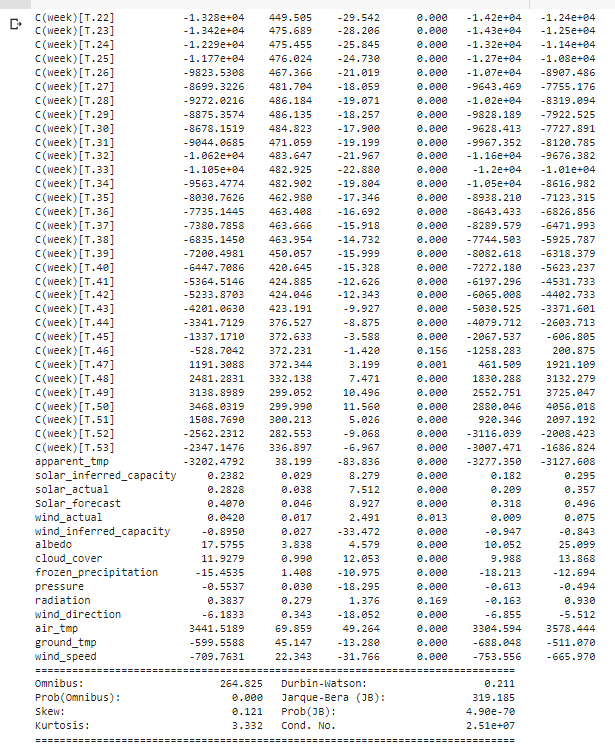 C(week)[T.22] -1.328e+04 449.505 -29.542 0.000 -1.42e+04 -1.24e+04
C(week)[T.23] -1.342e+04 475.689 -28.206 0.000 -1.43e+04 -1.25e+04
C(week)[T.24] -1.229e+04 475.455 -25.845 0.000 -1.32e+04 -1.14e+04
C(week)[T.25] -1.177e+04 476.024 -24.730 0.000 -1.27e+04 -1.08e+04
C(week)[T.26] -9823.5308 467.366 -21.019 0.000 -1.07e+04 -8907.486
C(week)[T.27] -8699.3226 481.704 -18.059 0.000 -9643.469 -7755.176
C(week)[T.28] -9272.0216 486.184 -19.071 0.000 -1.02e+04 -8319.094
C(week)[T.29] -8875.3574 486.135 -18.257 0.000 -9828.189 -7922.525
C(week)[T.30] -8678.1519 484.823 -17.900 0.000 -9628.413 -7727.891
C(week)[T.31] -9044.0685 471.059 -19.199 0.000 -9967.352 -8120.785
C(week)[T.32] -1.062e+04 483.647 -21.967 0.000 -1.16e+04 -9676.382
C(week)[T.33] -1.105e+04 482.925 -22.880 0.000 -1.2e+04 -1.01e+04
C(week)[T.34] -9563.4774 482.902 -19.804 0.000 -1.05e+04 -8616.982
C(week)[T.35] -8030.7626 462.980 -17.346 0.000 -8938.210 -7123.315
C(week)[T.36] -7735.1445 463.408 -16.692 0.000 -8643.433 -6826.856
C(week)[T.37] -7380.7858 463.666 -15.918 0.000 -8289.579 -6471.993
C(week)[T.38] -6835.1450 463.954 -14.732 0.000 -7744.503 -5925.787
C(week)[T.39] -7200.4981 450.057 -15.999 0.000 -8082.618 -6318.379
C(week)[T.40] -6447.7086 420.645 -15.328 0.000 -7272.180 -5623.237
C(week)[T.41] -5364.5146 424.885 -12.626 0.000 -6197.296 -4531.733
C(week)[T.42] -5233.8703 424.046 -12.343 0.000 -6065.008 -4402.733
C(week)[T.43] -4201.0630 423.191 -9.927 0.000 -5030.525 -3371.601
C(week)[T.44] -3341.7129 376.527 -8.875 0.000 -4079.712 -2603.713
C(week)[T.45] -1337.1710 372.633 -3.588 0.000 -2067.537 -606.805
C(week)[T.46] -528.7042 372.231 -1.420 0.156 -1258.283 200.875
C(week)[T.47] 1191.3088 372.344 3.199 0.001 461.509 1921.109
C(week)[T.48] 2481.2831 332.138 7.471 0.000 1830.288 3132.279
C(week)[T.49] 3138.8989 299.052 10.496 0.000 2552.751 3725.047
C(week)[T.50] 3468.0319 299.990 11.560 0.000 2880.046 4056.018
C(week)[T.51] 1508.7690 300.213 5.026 0.000 920.346 2097.192
C(week)[T.52] -2562.2312 282.553 -9.068 0.000 -3116.039 -2008.423
C(week)[T.53] -2347.1476 336.897 -6.967 0.000 -3007.471 -1686.824
apparent_tmp -3202.4792 38.199 -83.836 0.000 -3277.350 -3127.608
solar_inferred_capacity 0.2382 0.029 8.279 0.000 0.182 0.295
solar_actual 0.2828 0.038 7.512 0.000 0.209 0.357
Solar_forecast 0.4070 0.046 8.927 0.000 0.318 0.496
wind_actual 0.0420 0.017 2.491 0.013 0.009 0.075
wind_inferred_capacity -0.8950 0.027 -33.472 0.000 -0.947 -0.843
albedo 17.5755 3.838 4.579 0.000 10.052 25.099
cloud_cover 11.9279 0.990 12.053 0.000 9.988 13.868
frozen_precipitation -15.4535 1.408 -10.975 0.000 -18.213 -12.694
pressure -0.5537 0.030 -18.295 0.000 -0.613 -0.494
radiation 0.3837 0.279 1.376 0.169 -0.163 0.930
wind_direction -6.1833 0.343 -18.052 0.000 -6.855 -5.512
air_tmp 3441.5189 69.859 49.264 0.000 3304.594 3578.444
ground_tmp -599.5588 45.147 -13.280 0.000 -688.048 -511.070
wind_speed -709.7631 22.343 -31.766 0.000 -753.556 -665.970
==============================================================================
Omnibus: 264.825 Durbin-Watson: 0.211
Prob(Omnibus): 0.000 Jarque-Bera (JB): 319.185
Skew: 0.121 Prob(JB): 4.90e-70
Kurtosis: 3.332 Cond. No. 2.51e+07
==============================================================================